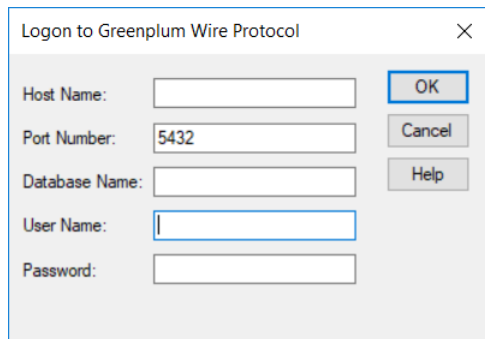 Logon to Greenplum Wire Protocol
Host Name:
OK
Port Number: 5432
Cancel
Database Name:
Help
User Name:
Password: